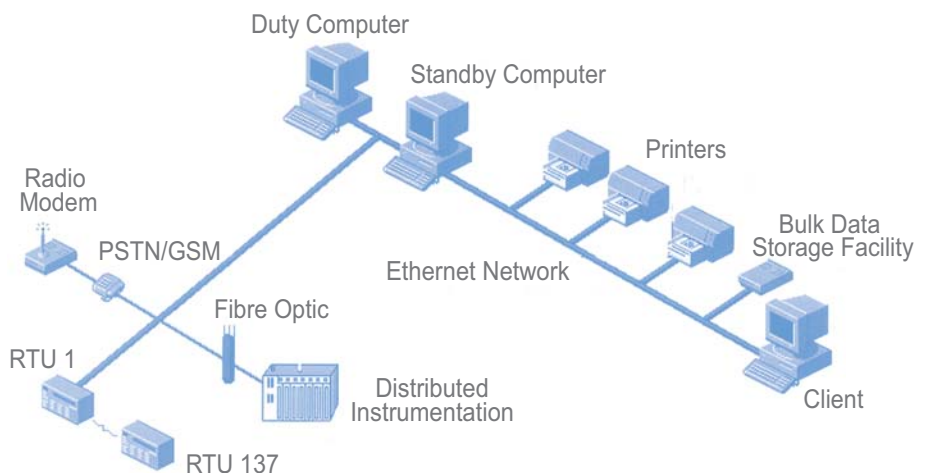 Duty Computer
Standby Computer
Printers
Radio
Modem
PSTN/GSM
Bulk Data
Storage Facility
Ethernet Network
Fibre Optic
RTU 1
Distributed
Instrumentation
Client
RTU 137